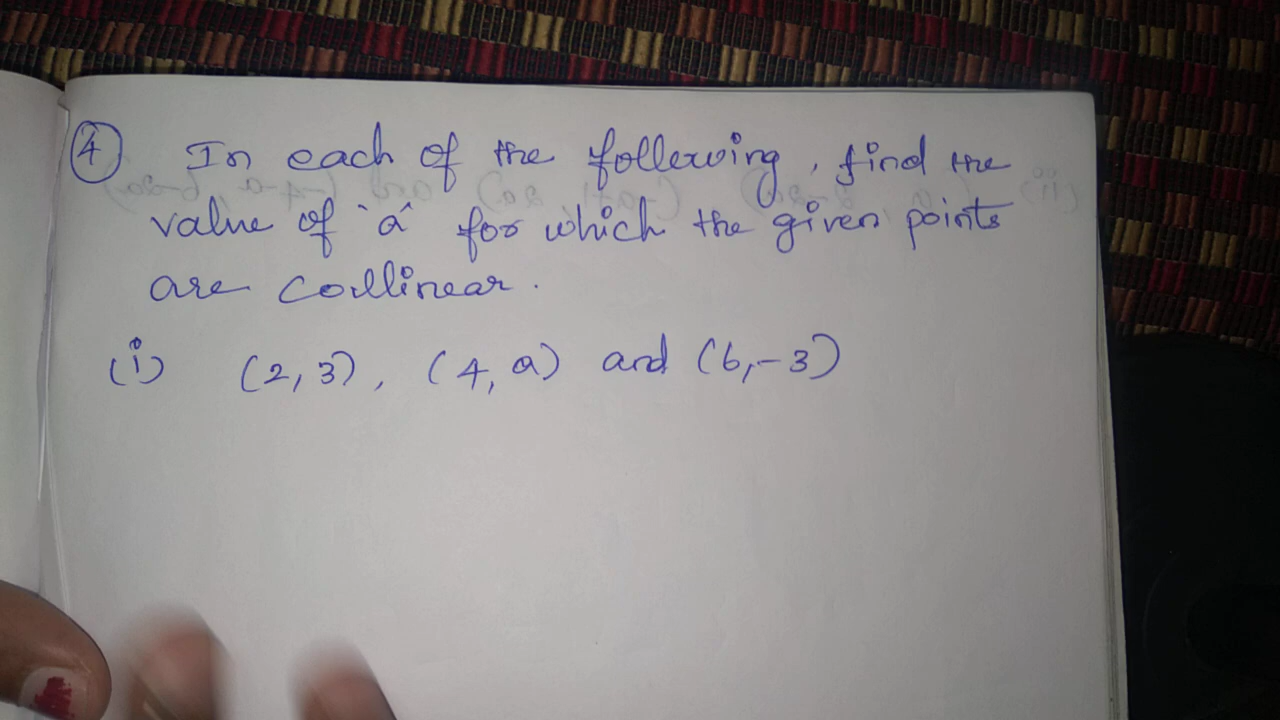 4 In each of the following, find the
value of 'a' for which the given points
are collinear.
(i) (2,3), (4, a) and (6,-3)